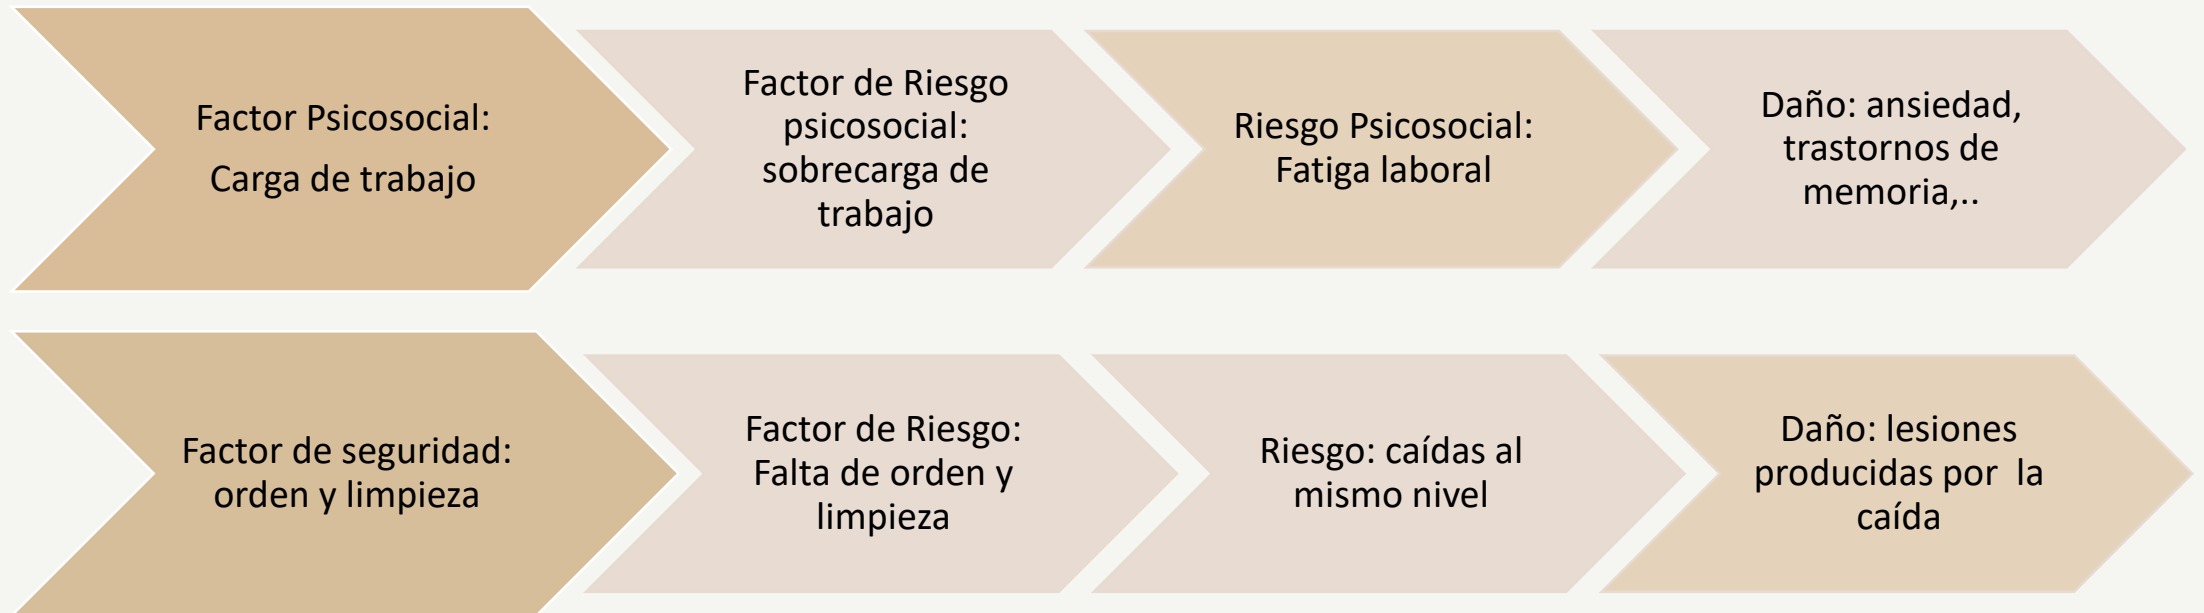 Factor Psicosocial:
Carga de trabajo
Factor de Riesgo
psicosocial:
sobrecarga de
trabajo
Riesgo Psicosocial:
Fatiga laboral
Daño: ansiedad,
trastornos de
memoria,..
Factor de seguridad:
orden y limpieza
Factor de Riesgo:
Falta de orden y
limpieza
Riesgo: caídas al
mismo nivel
Daño: lesiones
producidas por  la
caída